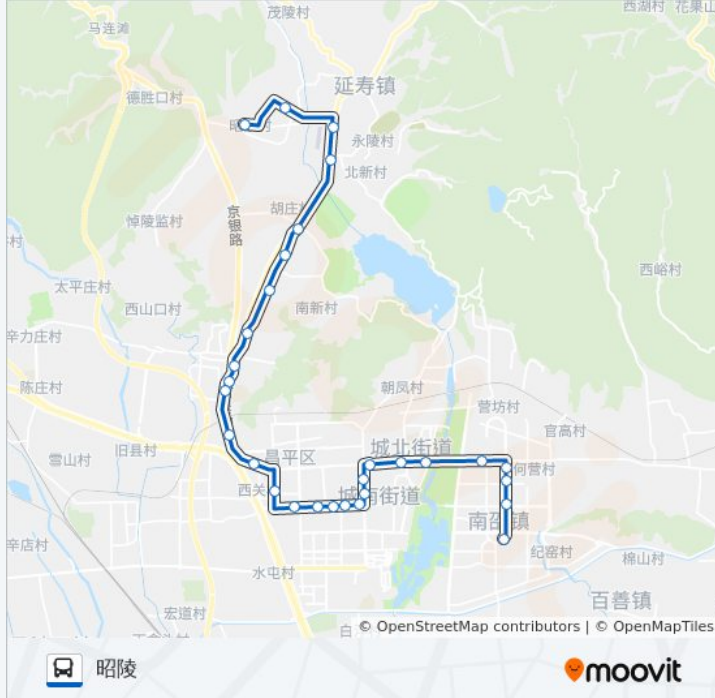 茂陵村
西湖村
花果山
马连滩
延寿镇
德胜口村
永陵村
北新村
胡庄村
京银路
悼陵监村
太平庄村
西山口村
南新村
西峪村
辛力庄村
陈庄村
朝凤村
营坊村
官高村
旧县村
雪山村
昌平区
城北街道
何营村
西关
城南街道
南邵镇
辛店村
水屯村
纪窑村
棉山村
百善镇
宏道村
© OpenStreetMap contributors | © OpenMapTiles
昭陵
moovit